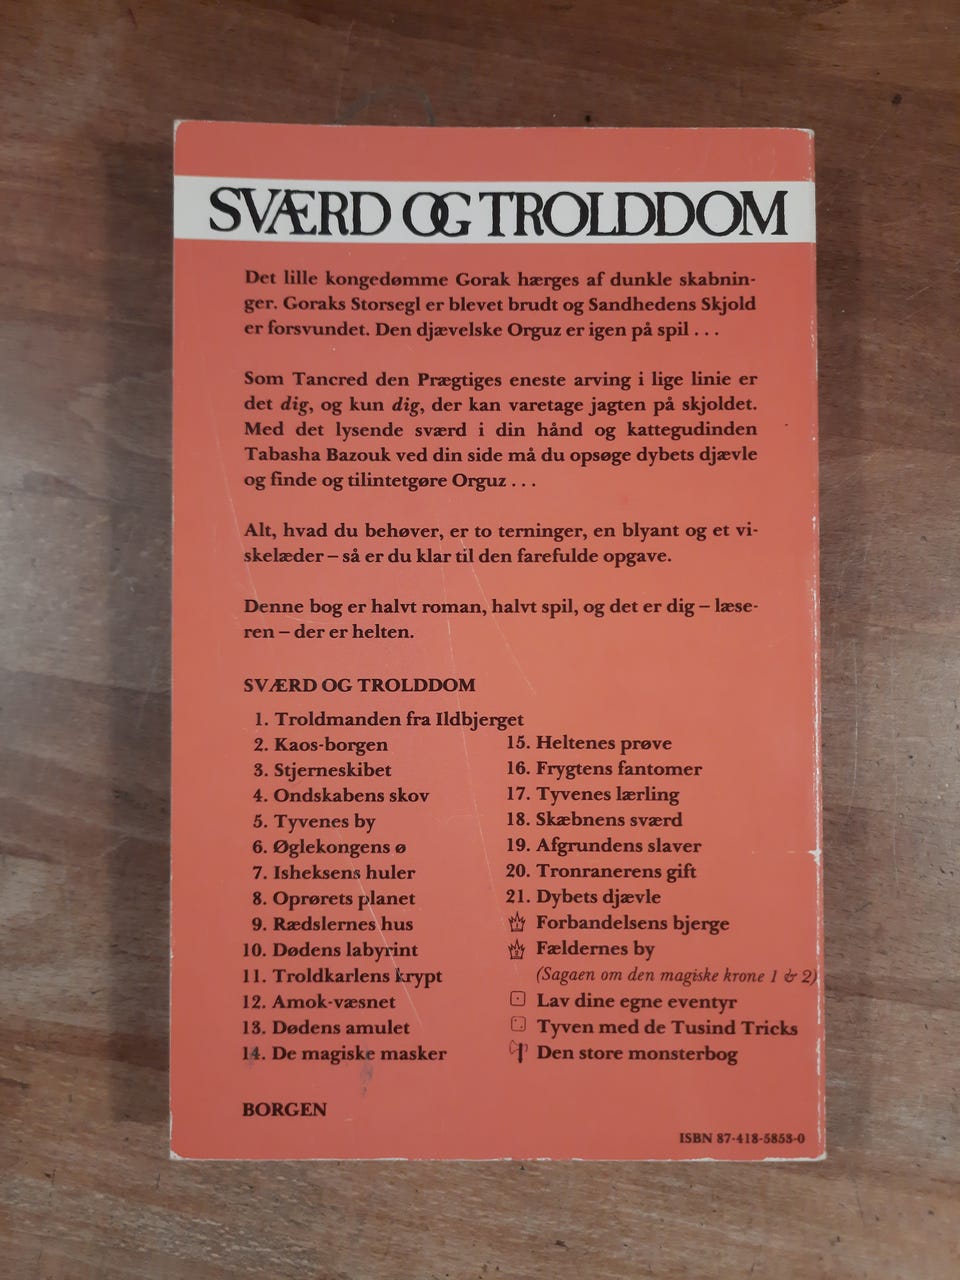 SVÆRD OG TROLDDOM
Det lille kongedømme Gorak hærges af dunkle skabnin-
ger. Goraks Storsegl er blevet brudt og Sandhedens Skjold
er forsvundet. Den djævelske Orguz er igen på spil . . .
Som Tancred den Prægtiges eneste arving i lige linie er
det dig, og kun dig, der kan varetage jagten på skjoldet.
Med det lysende sværd i din hånd og kattegudinden
Tabasha Bazouk ved din side må du opsøge dybets djævle
og finde og tilintetgøre Orguz . . .
Alt, hvad du behøver, er to terninger, en blyant og et vi-
skelæder – så er du klar til den farefulde opgave.
Denne bog er halvt roman, halvt spil, og det er dig – læse-
ren – der er helten.
SVÆRD OG TROLDDOM
1. Troldmanden fra Ildbjerget
2. Kaos-borgen
3. Stjerneskibet
4. Ondskabens skov
5. Tyvenes by
6. Øglekongens ø
7. Isheksens huler
8. Oprørets planet
9. Rædslernes hus
10. Dødens labyrint
11. Troldkarlens krypt
12. Amok-væsnet
13. Dødens amulet
14. De magiske masker
15. Heltenes prøve
16. Frygtens fantomer
17. Tyvenes lærling
18. Skæbnens sværd
19. Afgrundens slaver
20. Tronranerens gift
21. Dybets djævle
Forbandelsens bjerge
Fældernes by
(Sagaen om den magiske krone 1 & 2)
Lav dine egne eventyr
Tyven med de Tusind Tricks
Den store monsterbog
BORGEN
ISBN 87-418-5853-0